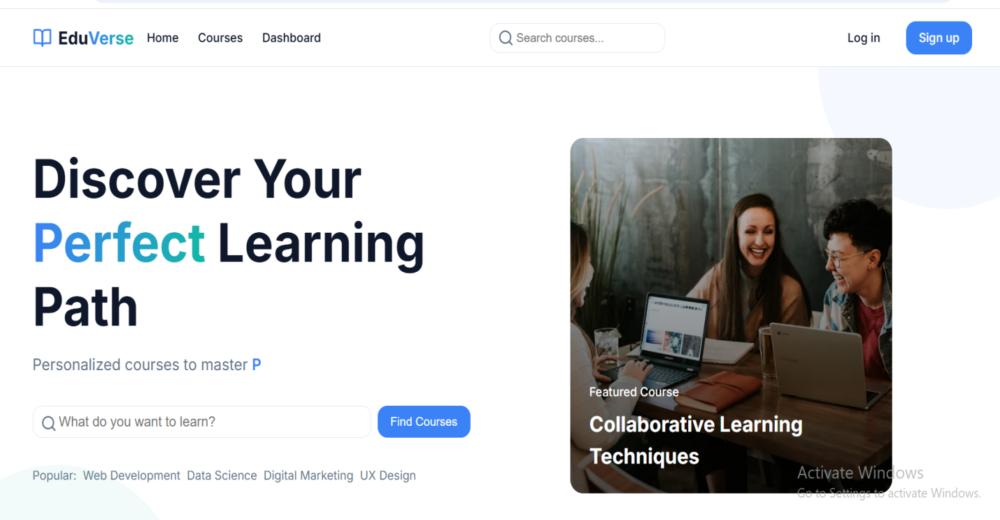 EduVerse Home Courses Dashboard Search courses... Log in Sign up
Discover Your
Perfect Learning
Path
Personalized courses to master P
What do you want to learn? Find Courses
Popular: Web Development Data Science Digital Marketing UX Design
Featured Course
Collaborative Learning
Techniques
Activate Windows
Go to Settings to activate Windows.